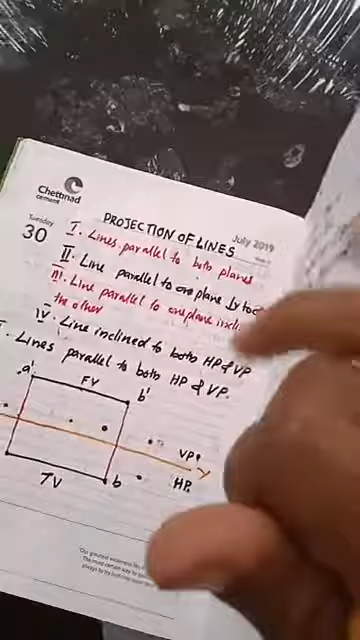 Chettinad
cement
July 2019
Tuesday
30
PROJECTION OF LINES
I. Lines parallel to both planes
II. Line parallel to one plane
III. Line parallel to one plane
the other
IV. Line inclined to both HP & VP
Lines parallel to both HP & VP.
a' FV b'
VP
Y
HP
TV b